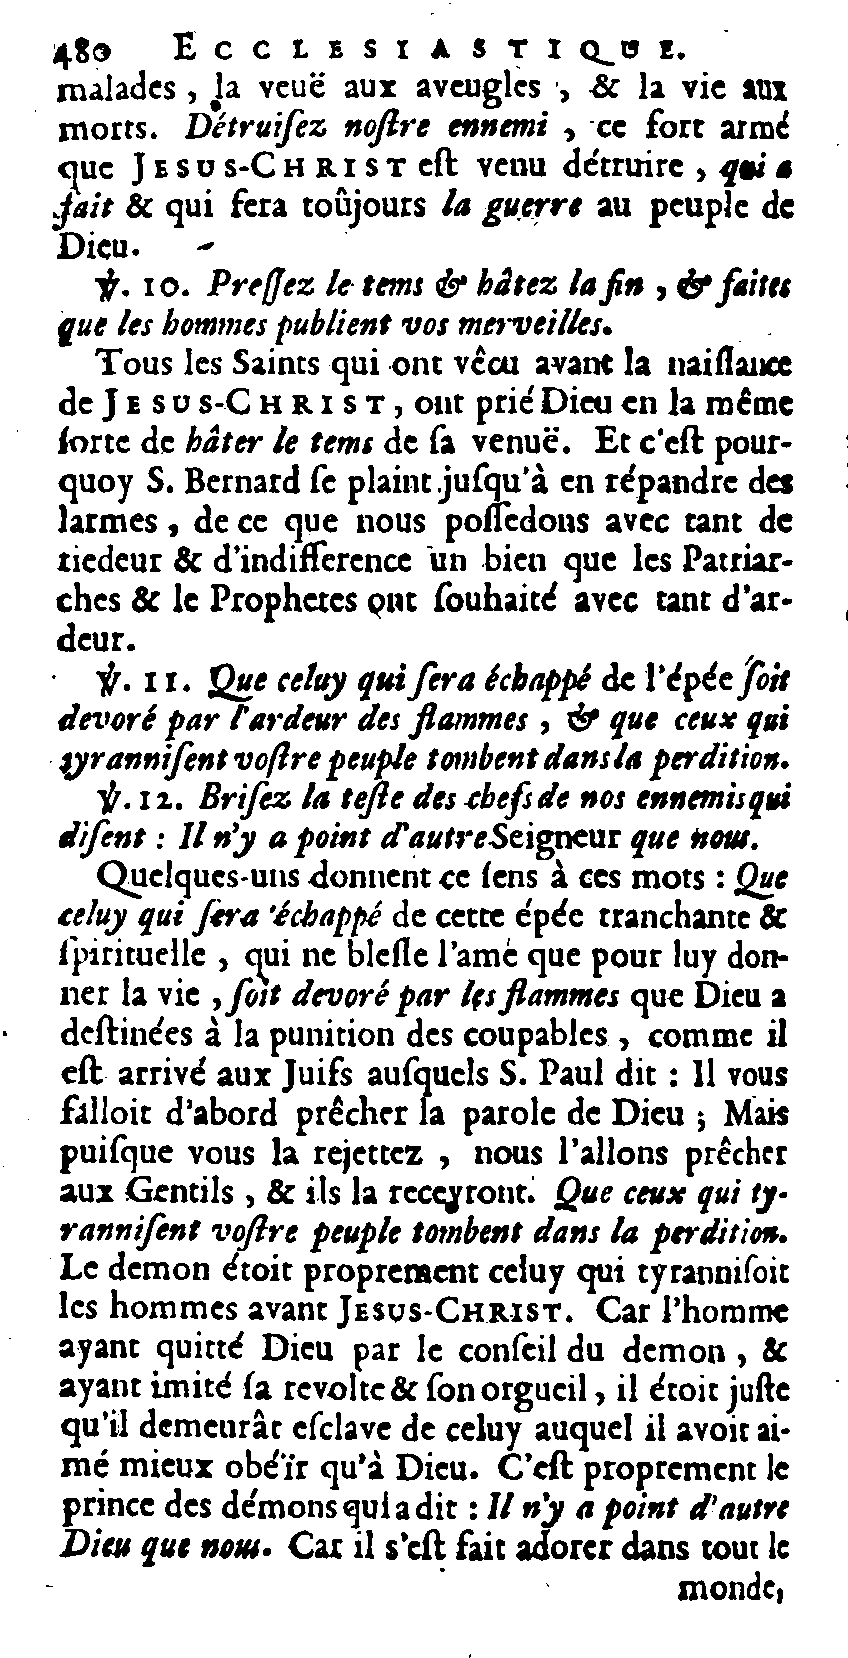 480 ECCLESIASTIQUE.
malades, la veuë aux aveugles, & la vie aux
morts. Détruiſez noſtre ennemi, ce fort armé
que JESUS-CHRIST eſt venu détruire, qui a
fait & qui fera toûjours la guerre au peuple de
Dieu.
℣. 10. Preſſez le tems & hâtez la fin, & faites
que les hommes publient vos merveilles.
Tous les Saints qui ont vêcu avant la naiſſance
de JESUS-CHRIST, ont prié Dieu en la même
ſorte de hâter le tems de ſa venuë. Et c'eſt pour-
quoy S. Bernard ſe plaint juſqu'à en répandre des
larmes, de ce que nous poſſedons avec tant de
tiedeur & d'indifference un bien que les Patriar-
ches & le Prophetes ont ſouhaité avec tant d'ar-
deur.
℣. 11. Que celuy qui ſera échappé de l'épée ſoit
devoré par l'ardeur des flammes, & que ceux qui
tyranniſent voſtre peuple tombent dans la perdition.
℣. 12. Briſez la teſte des chefs de nos ennemis qui
diſent : Il n'y a point d'autre Seigneur que nous.
Quelques-uns donnent ce ſens à ces mots : Que
celuy qui ſera échappé de cette épée tranchante &
ſpirituelle, qui ne bleſſe l'ame que pour luy don-
ner la vie, ſoit devoré par les flammes que Dieu a
deſtinées à la punition des coupables, comme il
eſt arrivé aux Juifs auſquels S. Paul dit : Il vous
falloit d'abord prêcher la parole de Dieu ; Mais
puiſque vous la rejettez, nous l'allons prêcher
aux Gentils, & ils la receyront. Que ceux qui ty-
ranniſent voſtre peuple tombent dans la perdition.
Le demon étoit proprement celuy qui tyranniſoit
les hommes avant JESUS-CHRIST. Car l'homme
ayant quitté Dieu par le conſeil du demon, &
ayant imité ſa revolte & ſon orgueil, il étoit juſte
qu'il demeurât eſclave de celuy auquel il avoit ai-
mé mieux obéïr qu'à Dieu. C'eſt proprement le
prince des démons qui a dit : Il n'y a point d'autre
Dieu que nous. Car il s'eſt fait adorer dans tout le
monde,